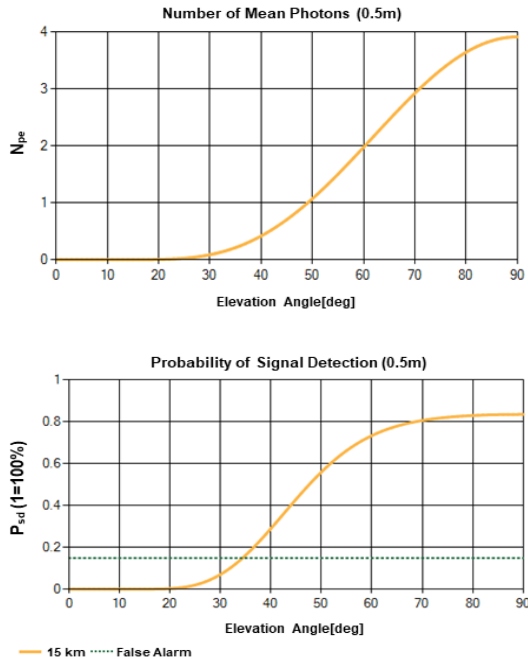 Number of Mean Photons (0.5m)
4
3
2
1
0
N_pe
0 10 20 30 40 50 60 70 80 90
Elevation Angle[deg]
Probability of Signal Detection (0.5m)
1
0.8
0.6
0.4
0.2
0
P_sd (1=100%)
0 10 20 30 40 50 60 70 80 90
Elevation Angle[deg]
15 km False Alarm